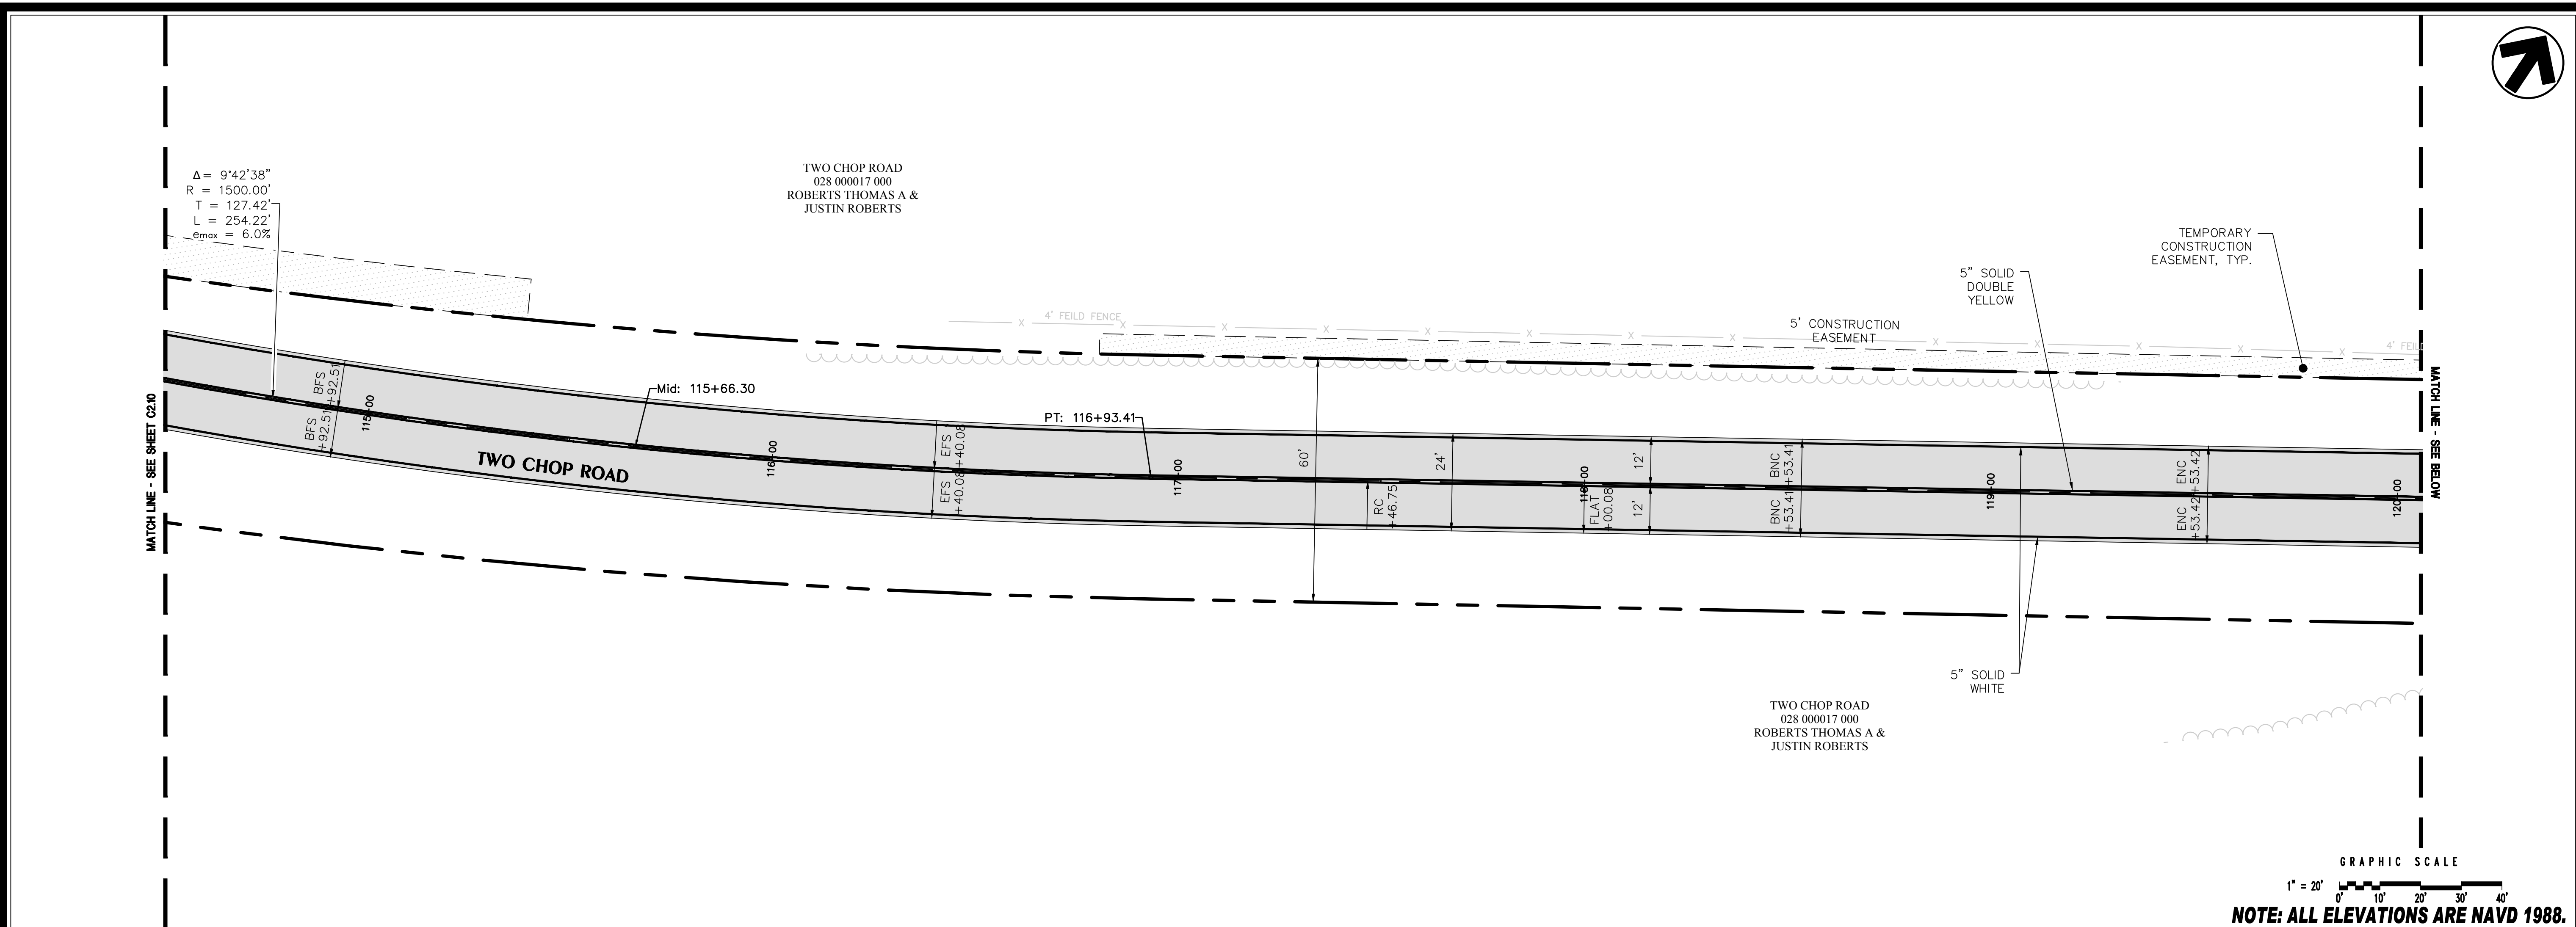 Δ= 9°42'38"
R = 1500.00'
T = 127.42'
L = 254.22'
emax = 6.0%
TWO CHOP ROAD
028 000017 000
ROBERTS THOMAS A &
JUSTIN ROBERTS
TEMPORARY
CONSTRUCTION
EASEMENT, TYP.
5" SOLID
DOUBLE
YELLOW
4' FEILD FENCE
X X X X X X X X X X X X X X
5' CONSTRUCTION
EASEMENT
4' FEILD
MATCH LINE - SEE SHEET C2.10
BFS
+92.51
BFS
+92.51
115+00
Mid: 115+66.30
TWO CHOP ROAD
116+00
EFS
+40.08
EFS
+40.08
PT: 116+93.41
117+00
60'
RC
+46.75
24'
118+00
FLAT
+00.08
12'
12'
BNC
+53.41
BNC
+53.41
119+00
ENC
+53.42
ENC
+53.42
120+00
MATCH LINE - SEE BELOW
5" SOLID
WHITE
TWO CHOP ROAD
028 000017 000
ROBERTS THOMAS A &
JUSTIN ROBERTS
GRAPHIC SCALE
1" = 20'
0' 10' 20' 30' 40'
NOTE: ALL ELEVATIONS ARE NAVD 1988.